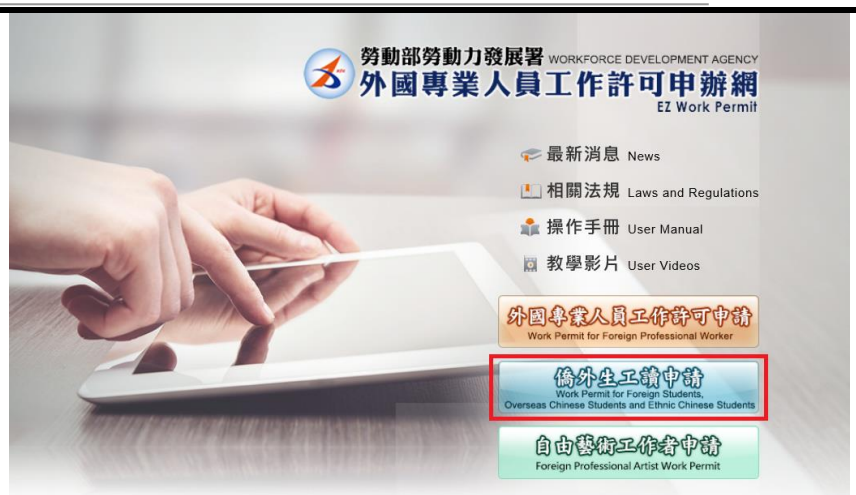 勞動部勞動力發展署 WORKFORCE DEVELOPMENT AGENCY
外國專業人員工作許可申辦網
EZ Work Permit
最新消息 News
相關法規 Laws and Regulations
操作手冊 User Manual
教學影片 User Videos
外國專業人員工作許可申請
Work Permit for Foreign Professional Worker
僑外生工讀申請
Work Permit for Foreign Students,
Overseas Chinese Students and Ethnic Chinese Students
自由藝術工作者申請
Foreign Professional Artist Work Permit